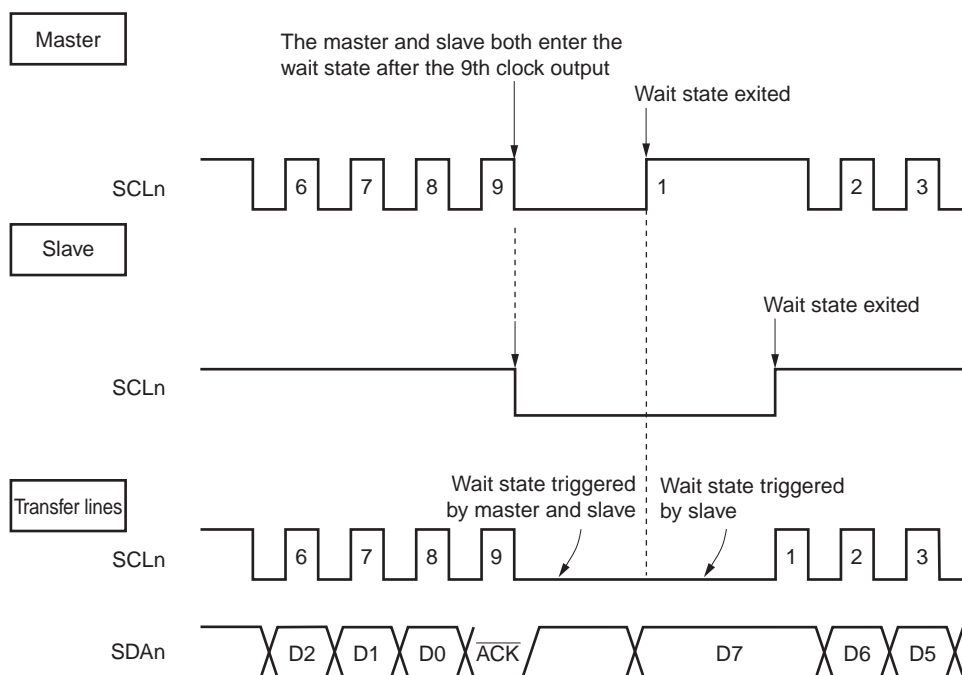 Master
The master and slave both enter the
wait state after the 9th clock output
Wait state exited
SCLn
6 7 8 9 1 2 3
Slave
Wait state exited
SCLn
Transfer lines
Wait state triggered
by master and slave
Wait state triggered
by slave
SCLn
6 7 8 9 1 2 3
SDAn
D2 D1 D0 A̅C̅K̅ D7 D6 D5